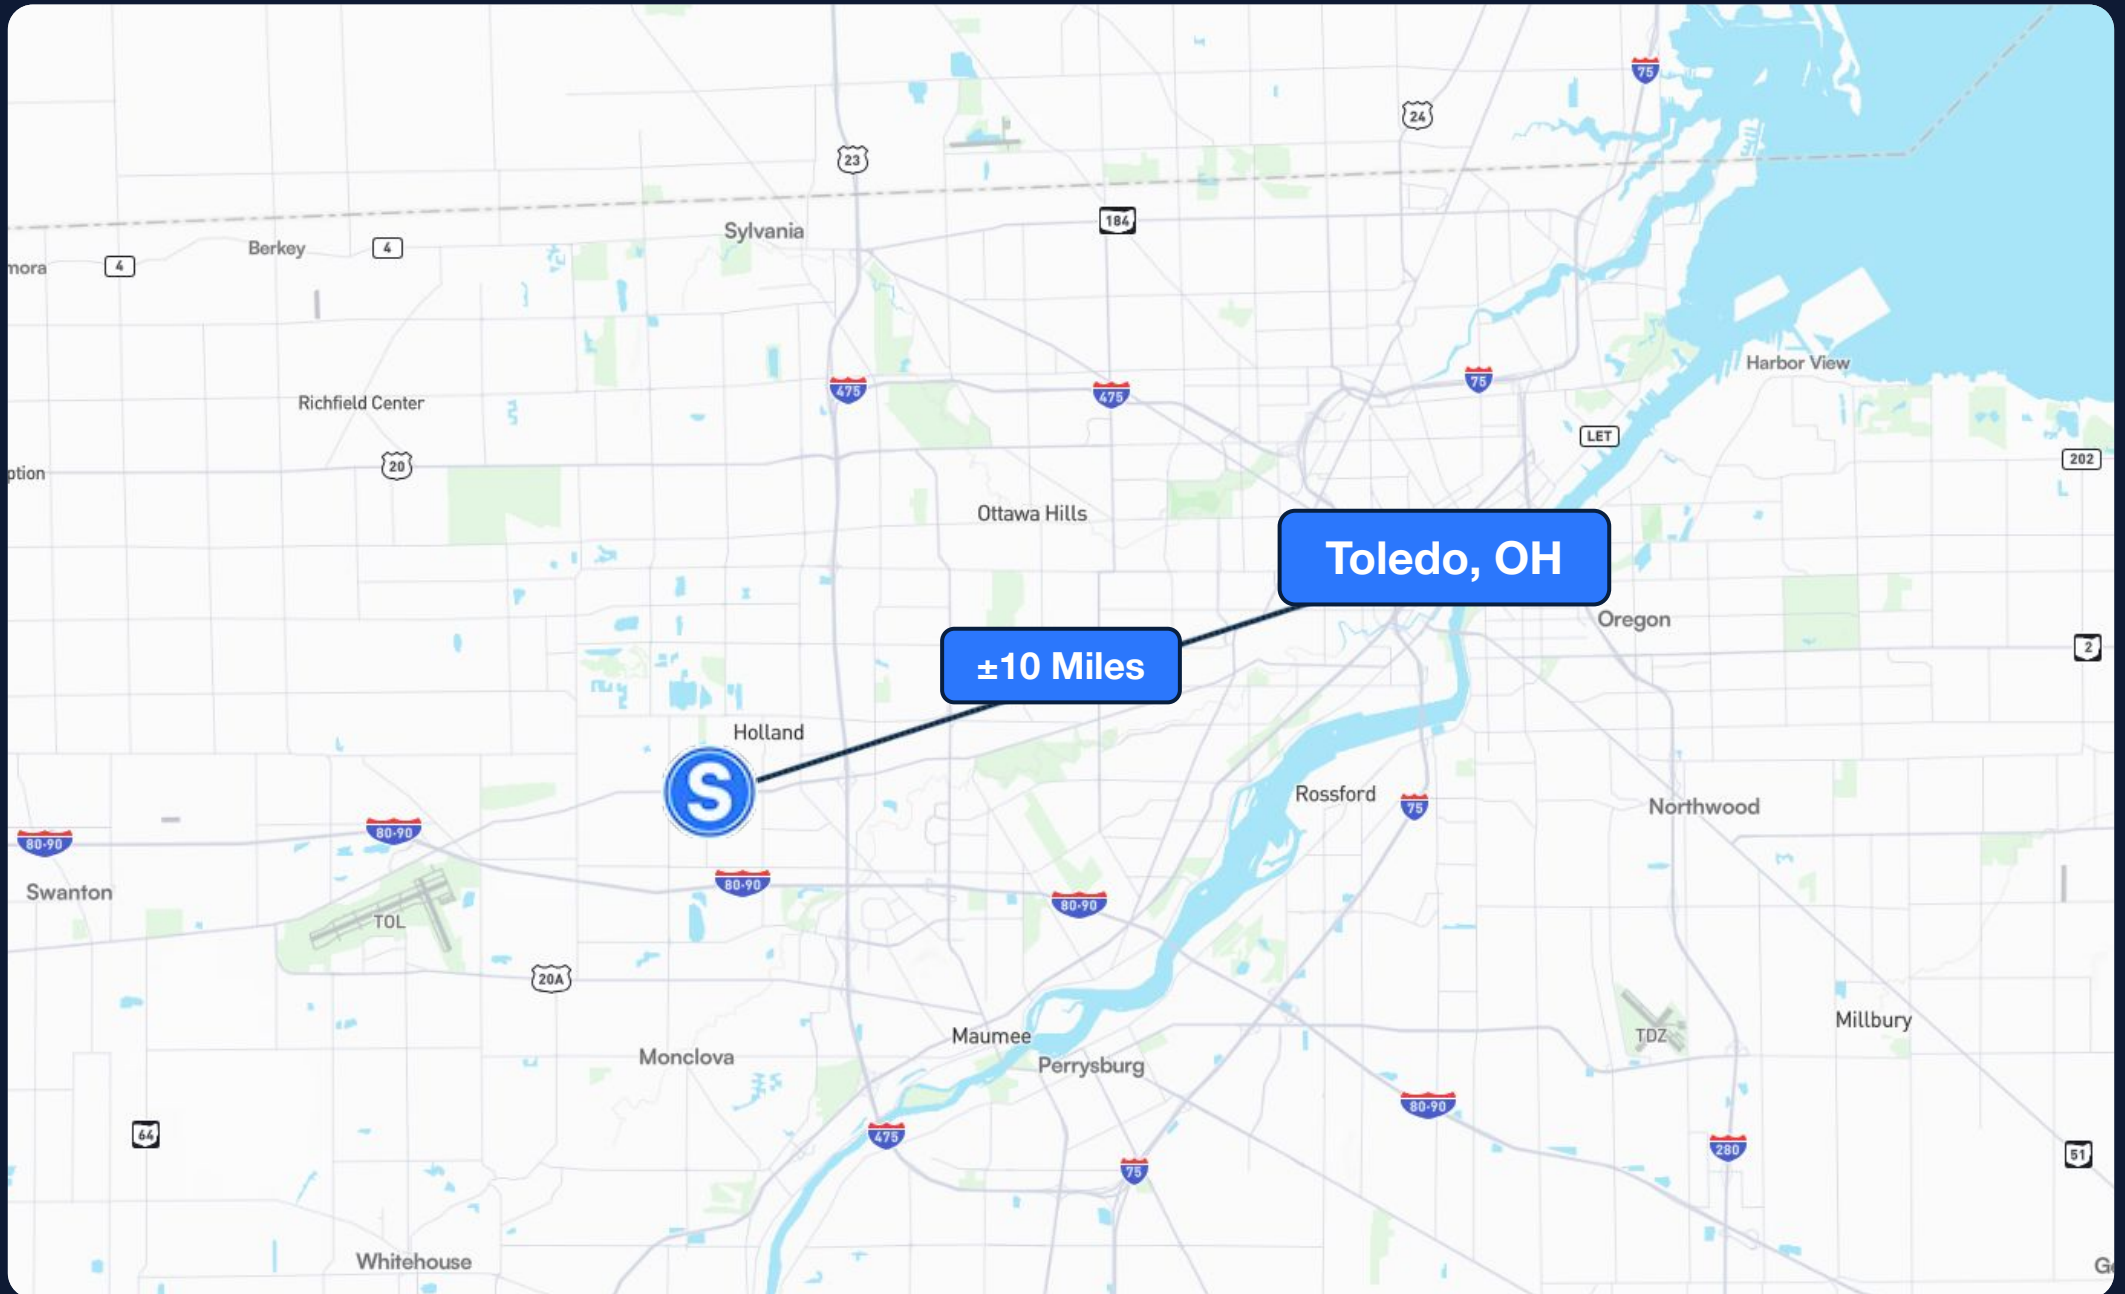 75
24
23
184
Sylvania
Berkey
4
4
mora
Harbor View
475
475
75
Richfield Center
LET
20
202
ption
Ottawa Hills
Toledo, OH
Oregon
2
±10 Miles
Holland
S
Rossford
75
Northwood
80-90
80-90
80-90
80-90
Swanton
TOL
20A
Maumee
Millbury
TDZ
Monclova
Perrysburg
80-90
64
475
280
51
75
Whitehouse
G